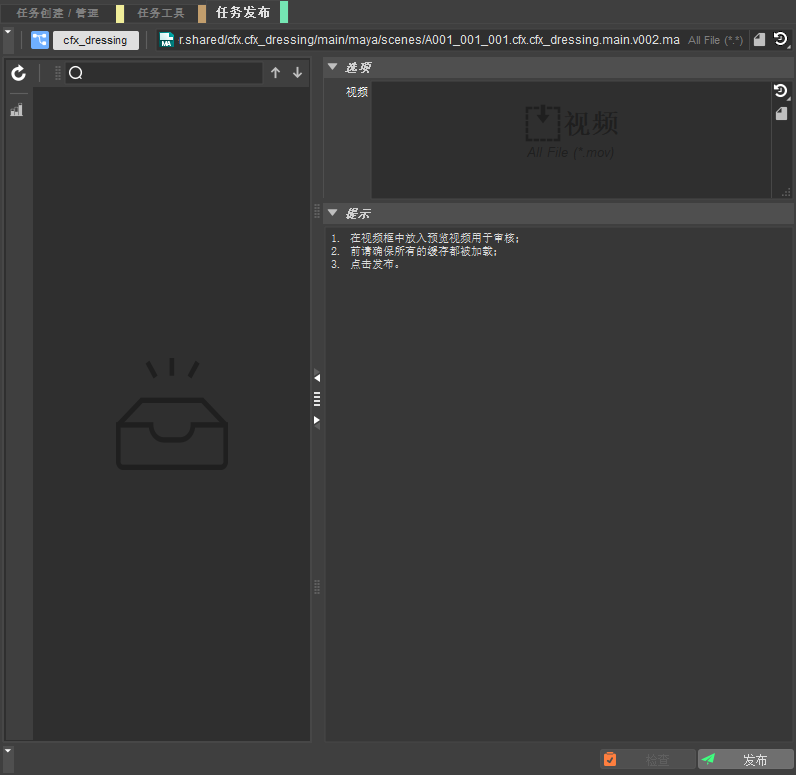 任务创建 / 管理
任务工具
任务发布
cfx_dressing
r.shared/cfx.cfx_dressing/main/maya/scenes/A001_001_001.cfx.cfx_dressing.main.v002.ma
All File (*.*)
选项
视频
视频
All File (*.mov)
提示
1. 在视频框中放入预览视频用于审核;
2. 前请确保所有的缓存都被加载;
3. 点击发布。
检查
发布